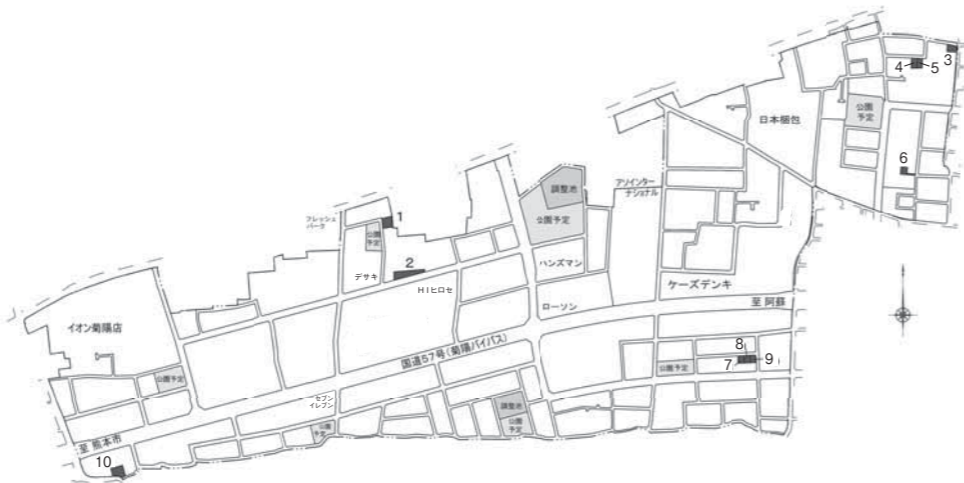 3
4
5
公園
予定
日本梱包
6
アソインター
ナショナル
調整池
公園予定
フレッシュ
パーク
1
公園
予定
デサキ
2
HIヒロセ
ハンズマン
ケーズデンキ
ローソン
至 阿蘇
イオン菊陽店
国道57号(菊陽バイパス)
8
7
9
公園予定
公園予定
セブン
イレブン
調整池
公園
予定
公園
予定
至 熊本市
10